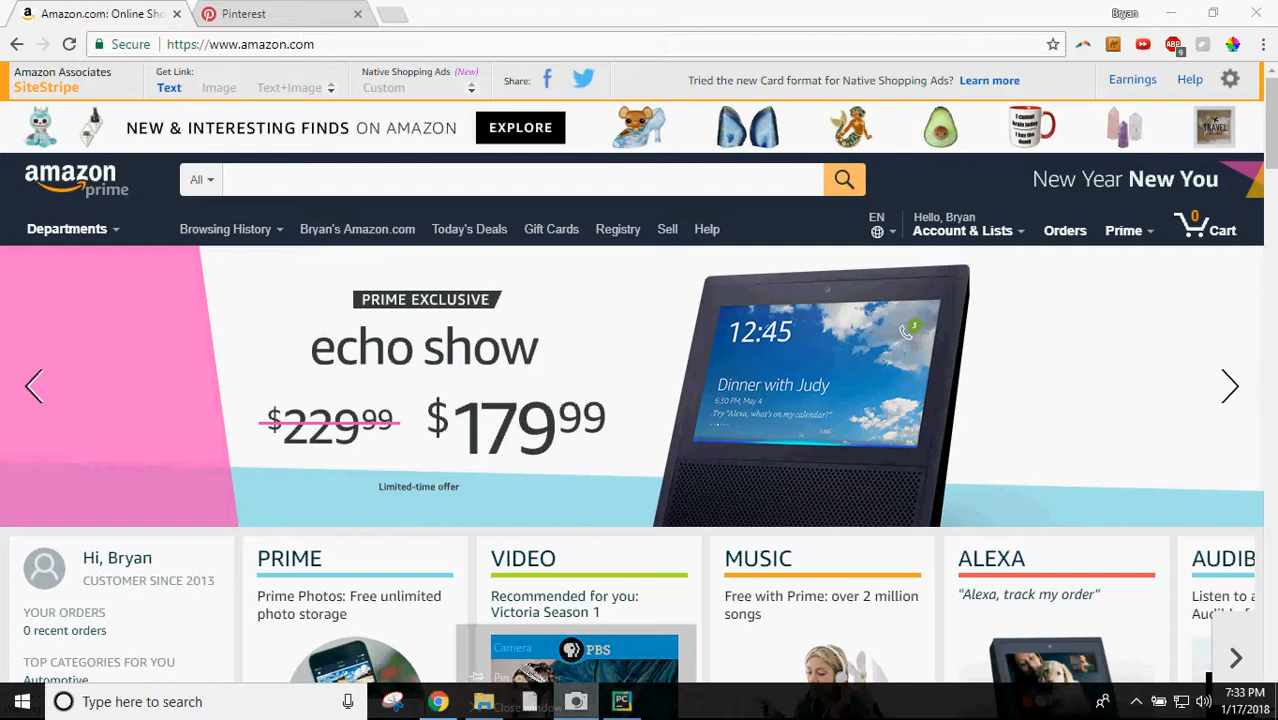 Amazon.com: Online Sho
Pinterest
Bryan
Secure https://www.amazon.com
ABP
9
Amazon Associates
SiteStripe
Get Link:
Text Image Text+Image
Native Shopping Ads (New)
Custom
Share:
Tried the new Card format for Native Shopping Ads? Learn more
Earnings Help
NEW & INTERESTING FINDS ON AMAZON EXPLORE
TRAVEL
amazon
prime
All
New Year New You
Departments
Browsing History Bryan's Amazon.com Today's Deals Gift Cards Registry Sell Help
EN
Hello, Bryan
Account & Lists
Orders
Prime
0
Cart
PRIME EXCLUSIVE
echo show
$229.99 $179.99
Limited-time offer
12:45
3
Dinner with Judy
6:30 PM, May 4
Try "Alexa, what's on my calendar?"
Hi, Bryan
CUSTOMER SINCE 2013
YOUR ORDERS
0 recent orders
TOP CATEGORIES FOR YOU
Automotive
PRIME
Prime Photos: Free unlimited
photo storage
VIDEO
Recommended for you:
Victoria Season 1
Camera
PBS
Pin
Close window
MUSIC
Free with Prime: over 2 million
songs
ALEXA
"Alexa, track my order"
AUDIB
Listen to a
Type here to search
PC
7:33 PM
1/17/2018